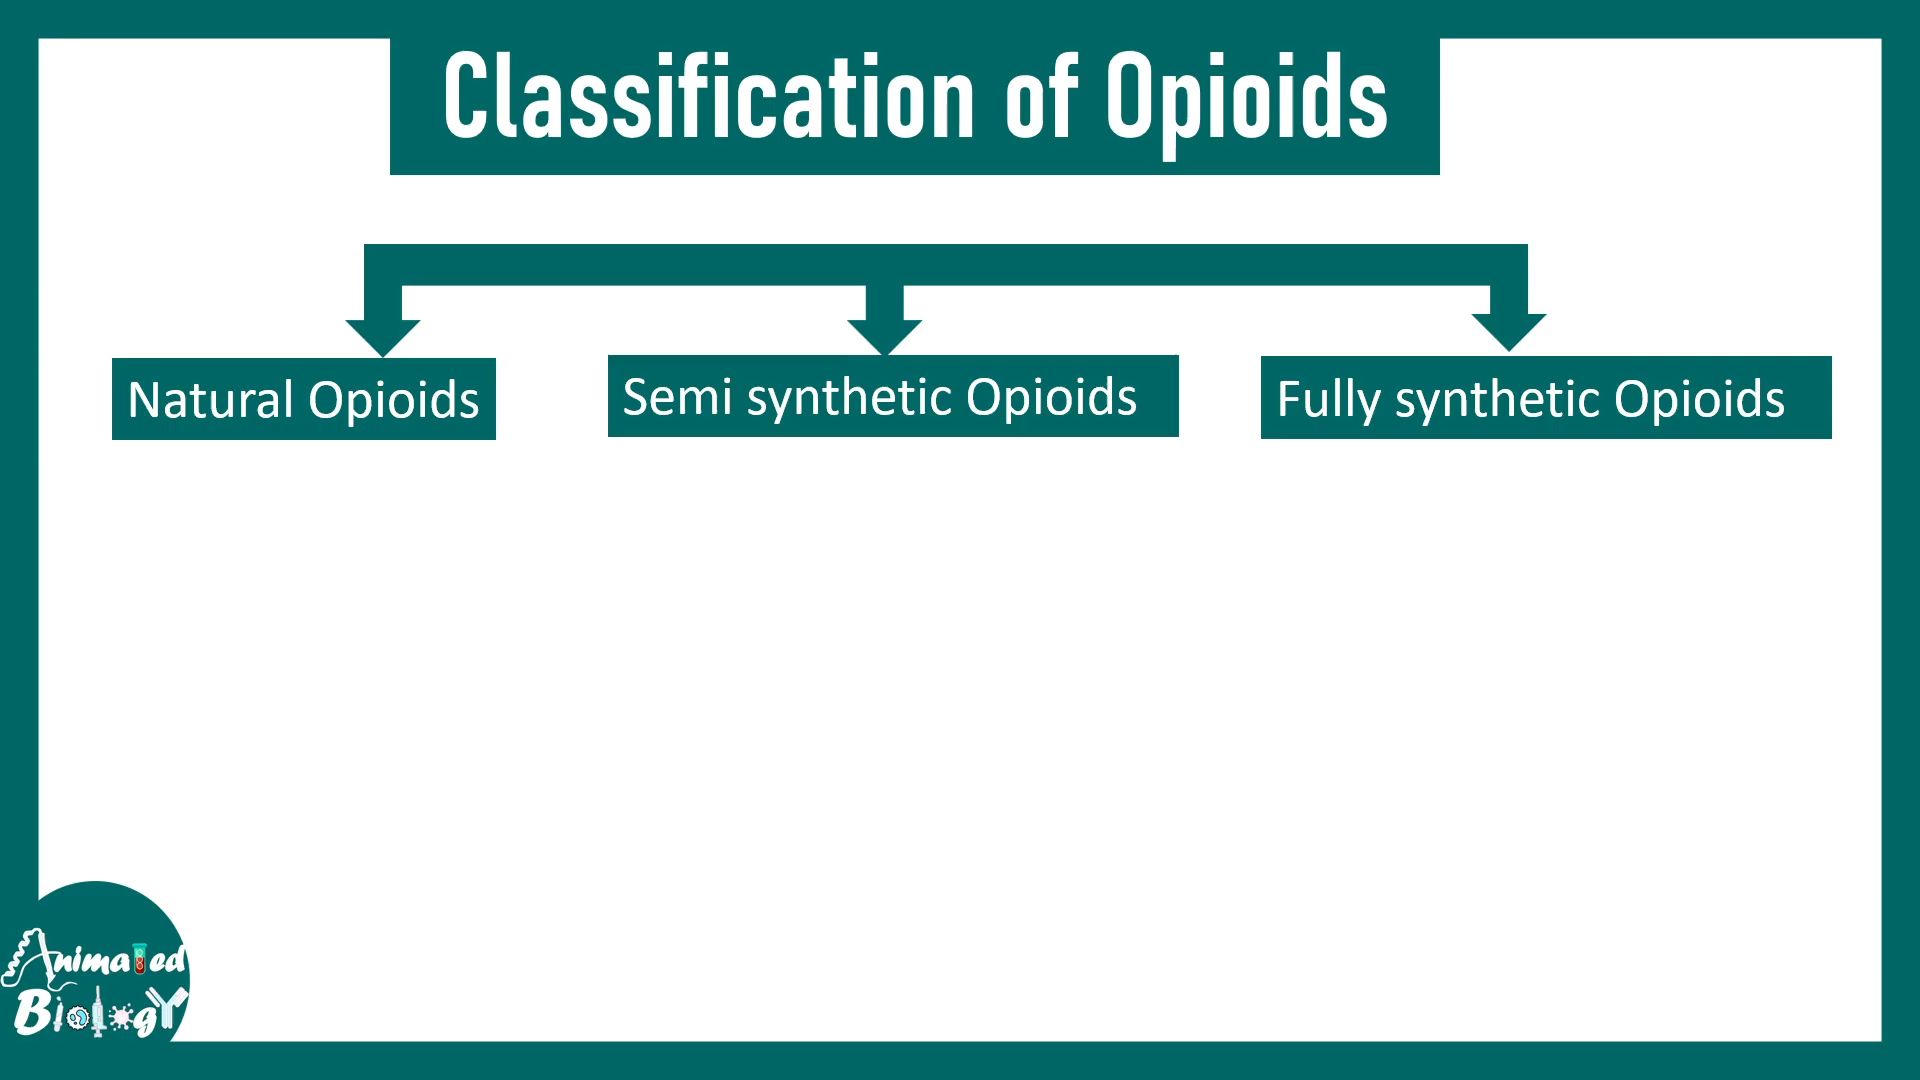 Classification of Opioids
Natural Opioids
Semi synthetic Opioids
Fully synthetic Opioids
Animated
Biology